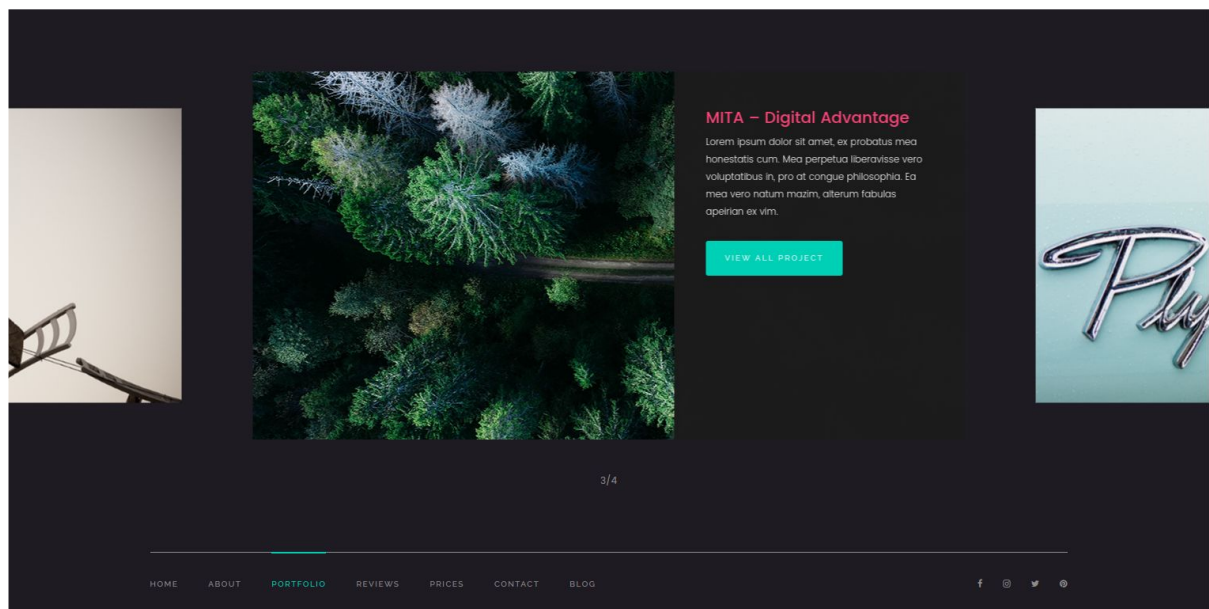 MITA – Digital Advantage
Lorem ipsum dolor sit amet, ex probatus mea
honestatis cum. Mea perpetua liberavisse vero
voluptatibus in, pro at congue philosophia. Ea
mea vero natum mazim, alterum fabulas
apeirian ex vim.
VIEW ALL PROJECT
3/4
HOME ABOUT PORTFOLIO REVIEWS PRICES CONTACT BLOG